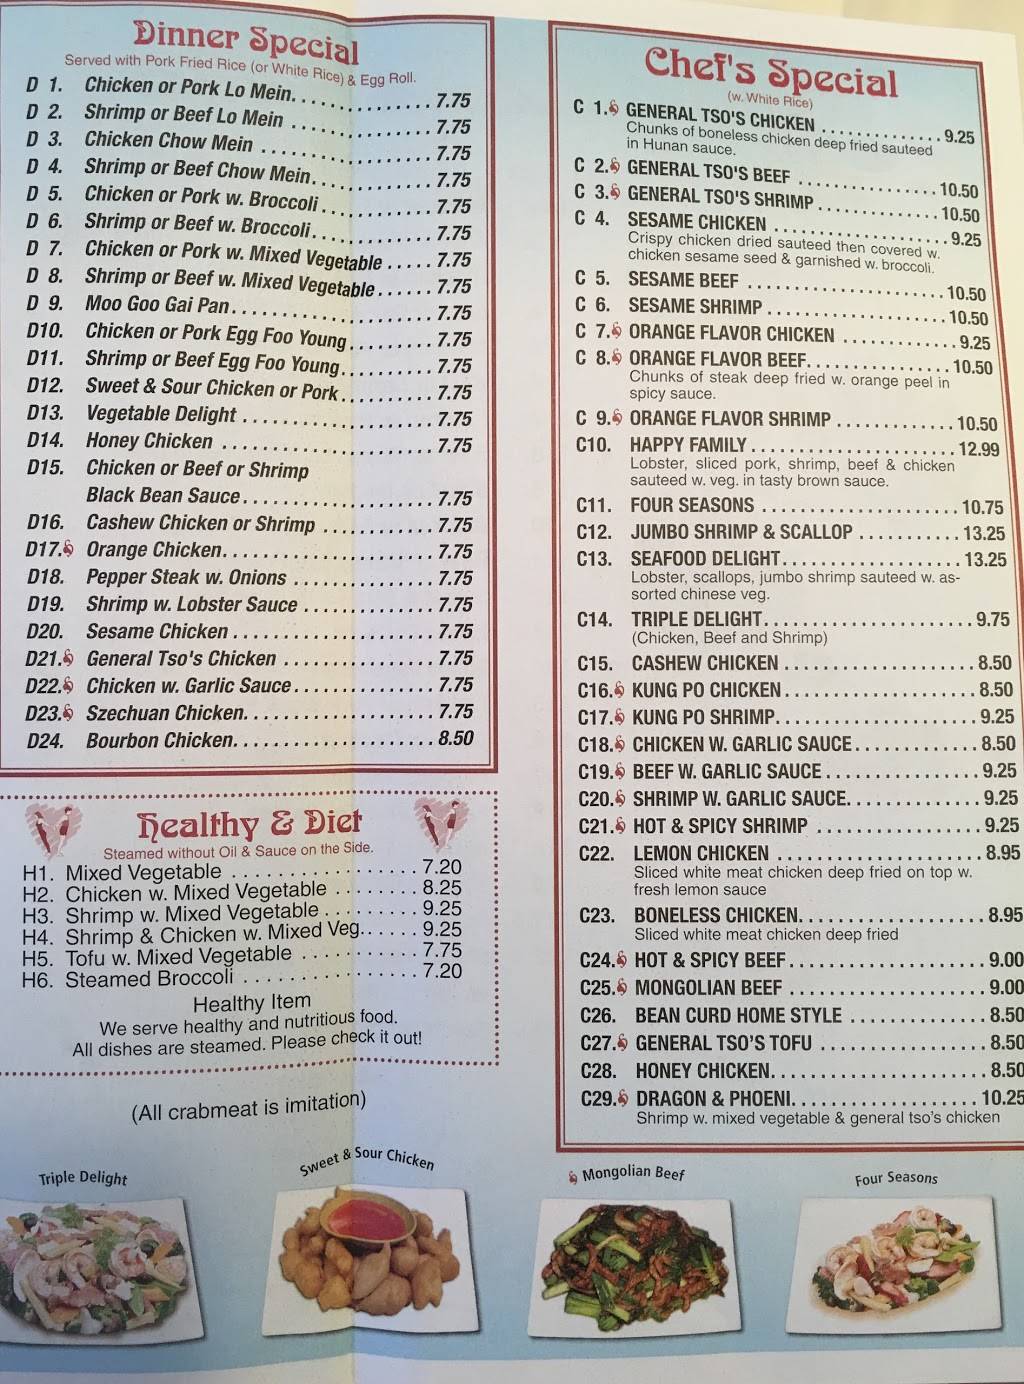 Dinner Special
Served with Pork Fried Rice (or White Rice) & Egg Roll.
D 1. Chicken or Pork Lo Mein. . . . . . . . . . . . . 7.75
D 2. Shrimp or Beef Lo Mein . . . . . . . . . . . . . 7.75
D 3. Chicken Chow Mein . . . . . . . . . . . . . . . . 7.75
D 4. Shrimp or Beef Chow Mein. . . . . . . . . . . 7.75
D 5. Chicken or Pork w. Broccoli . . . . . . . . . . 7.75
D 6. Shrimp or Beef w. Broccoli. . . . . . . . . . . 7.75
D 7. Chicken or Pork w. Mixed Vegetable . . . . . 7.75
D 8. Shrimp or Beef w. Mixed Vegetable . . . . . . 7.75
D 9. Moo Goo Gai Pan. . . . . . . . . . . . . . . . . . 7.75
D10. Chicken or Pork Egg Foo Young. . . . . . . . 7.75
D11. Shrimp or Beef Egg Foo Young. . . . . . . . . 7.75
D12. Sweet & Sour Chicken or Pork. . . . . . . . . 7.75
D13. Vegetable Delight . . . . . . . . . . . . . . . . . 7.75
D14. Honey Chicken . . . . . . . . . . . . . . . . . . . 7.75
D15. Chicken or Beef or Shrimp
Black Bean Sauce. . . . . . . . . . . . . . . . . 7.75
D16. Cashew Chicken or Shrimp . . . . . . . . . . 7.75
D17. Orange Chicken. . . . . . . . . . . . . . . . . . . 7.75
D18. Pepper Steak w. Onions . . . . . . . . . . . . . 7.75
D19. Shrimp w. Lobster Sauce . . . . . . . . . . . . 7.75
D20. Sesame Chicken . . . . . . . . . . . . . . . . . . 7.75
D21. General Tso's Chicken . . . . . . . . . . . . . . 7.75
D22. Chicken w. Garlic Sauce. . . . . . . . . . . . . 7.75
D23. Szechuan Chicken. . . . . . . . . . . . . . . . . 7.75
D24. Bourbon Chicken. . . . . . . . . . . . . . . . . . 8.50
Healthy & Diet
Steamed without Oil & Sauce on the Side.
H1. Mixed Vegetable . . . . . . . . . . . . . . . . . 7.20
H2. Chicken w. Mixed Vegetable . . . . . . . 8.25
H3. Shrimp w. Mixed Vegetable . . . . . . . . 9.25
H4. Shrimp & Chicken w. Mixed Veg.. . . . . 9.25
H5. Tofu w. Mixed Vegetable . . . . . . . . . . 7.75
H6. Steamed Broccoli . . . . . . . . . . . . . . . 7.20
Healthy Item
We serve healthy and nutritious food.
All dishes are steamed. Please check it out!
(All crabmeat is imitation)
Chef's Special
(w. White Rice)
C 1. GENERAL TSO'S CHICKEN . . . . . . . . . . . . . 9.25
Chunks of boneless chicken deep fried sauteed
in Hunan sauce.
C 2. GENERAL TSO'S BEEF . . . . . . . . . . . . . . . 10.50
C 3. GENERAL TSO'S SHRIMP . . . . . . . . . . . . . 10.50
C 4. SESAME CHICKEN . . . . . . . . . . . . . . . . . . . 9.25
Crispy chicken dried sauteed then covered w.
chicken sesame seed & garnished w. broccoli.
C 5. SESAME BEEF . . . . . . . . . . . . . . . . . . . . . 10.50
C 6. SESAME SHRIMP . . . . . . . . . . . . . . . . . . . 10.50
C 7. ORANGE FLAVOR CHICKEN . . . . . . . . . . . . 9.25
C 8. ORANGE FLAVOR BEEF. . . . . . . . . . . . . . . 10.50
Chunks of steak deep fried w. orange peel in
spicy sauce.
C 9. ORANGE FLAVOR SHRIMP . . . . . . . . . . . . 10.50
C10. HAPPY FAMILY . . . . . . . . . . . . . . . . . . . . . 12.99
Lobster, sliced pork, shrimp, beef & chicken
sauteed w. veg. in tasty brown sauce.
C11. FOUR SEASONS . . . . . . . . . . . . . . . . . . . . 10.75
C12. JUMBO SHRIMP & SCALLOP . . . . . . . . . . . 13.25
C13. SEAFOOD DELIGHT. . . . . . . . . . . . . . . . . . . 13.25
Lobster, scallops, jumbo shrimp sauteed w. as-
sorted chinese veg.
C14. TRIPLE DELIGHT. . . . . . . . . . . . . . . . . . . . . . 9.75
(Chicken, Beef and Shrimp)
C15. CASHEW CHICKEN . . . . . . . . . . . . . . . . . . . . 8.50
C16. KUNG PO CHICKEN. . . . . . . . . . . . . . . . . . . . 8.50
C17. KUNG PO SHRIMP. . . . . . . . . . . . . . . . . . . . . 9.25
C18. CHICKEN W. GARLIC SAUCE. . . . . . . . . . . . . 8.50
C19. BEEF W. GARLIC SAUCE . . . . . . . . . . . . . . . . 9.25
C20. SHRIMP W. GARLIC SAUCE. . . . . . . . . . . . . . 9.25
C21. HOT & SPICY SHRIMP . . . . . . . . . . . . . . . . . 9.25
C22. LEMON CHICKEN . . . . . . . . . . . . . . . . . . . . . 8.95
Sliced white meat chicken deep fried on top w.
fresh lemon sauce
C23. BONELESS CHICKEN. . . . . . . . . . . . . . . . . . . 8.95
Sliced white meat chicken deep fried
C24. HOT & SPICY BEEF. . . . . . . . . . . . . . . . . . . . 9.00
C25. MONGOLIAN BEEF . . . . . . . . . . . . . . . . . . . . 9.00
C26. BEAN CURD HOME STYLE . . . . . . . . . . . . . . 8.50
C27. GENERAL TSO'S TOFU . . . . . . . . . . . . . . . . . 8.50
C28. HONEY CHICKEN. . . . . . . . . . . . . . . . . . . . . . 8.50
C29. DRAGON & PHOENI. . . . . . . . . . . . . . . . . . . 10.25
Shrimp w. mixed vegetable & general tso's chicken
Triple Delight
Sweet & Sour Chicken
Mongolian Beef
Four Seasons